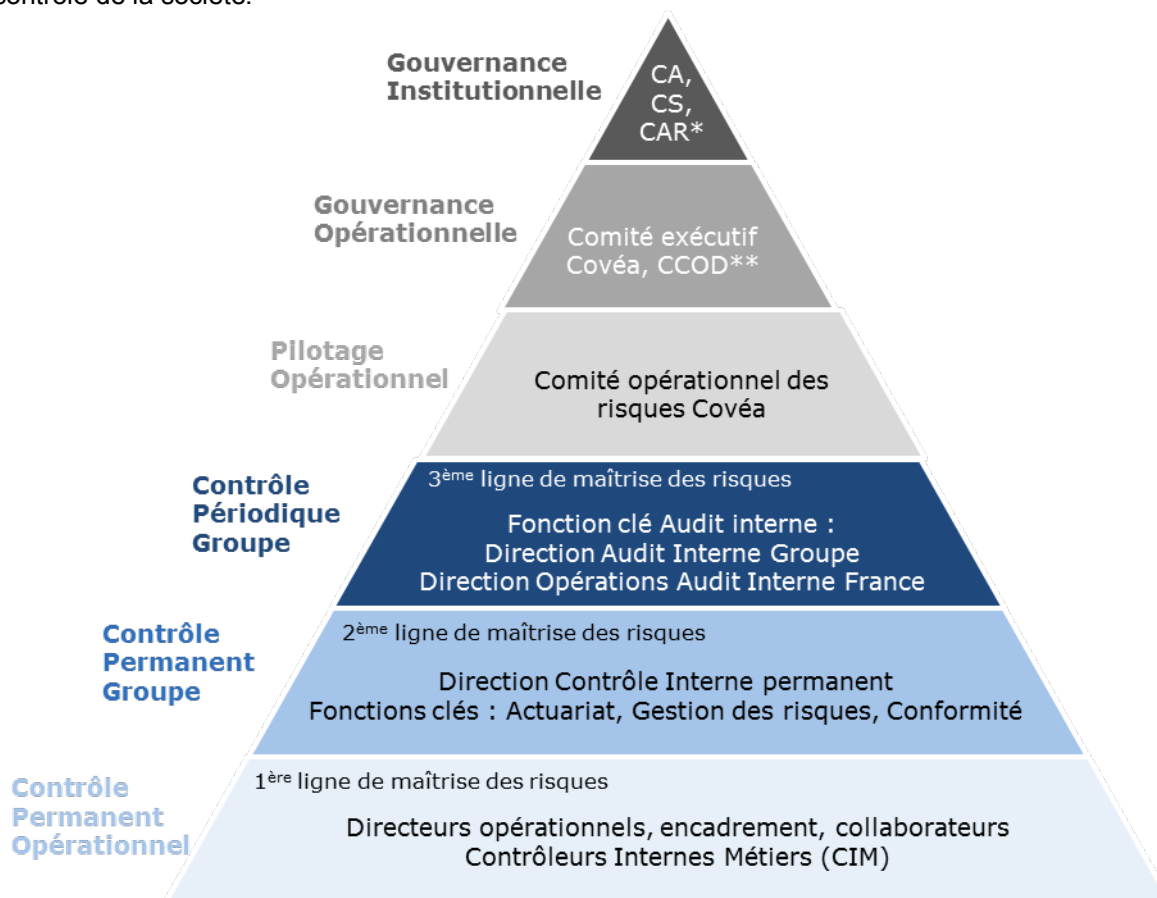 contrôle de la société.
Gouvernance
Institutionnelle
CA,
CS,
CAR*
Gouvernance
Opérationnelle
Comité exécutif
Covéa, CCOD**
Pilotage
Opérationnel
Comité opérationnel des
risques Covéa
Contrôle
Périodique
Groupe
3ème ligne de maîtrise des risques
Fonction clé Audit interne :
Direction Audit Interne Groupe
Direction Opérations Audit Interne France
Contrôle
Permanent
Groupe
2ème ligne de maîtrise des risques
Direction Contrôle Interne permanent
Fonctions clés : Actuariat, Gestion des risques, Conformité
Contrôle
Permanent
Opérationnel
1ère ligne de maîtrise des risques
Directeurs opérationnels, encadrement, collaborateurs
Contrôleurs Internes Métiers (CIM)